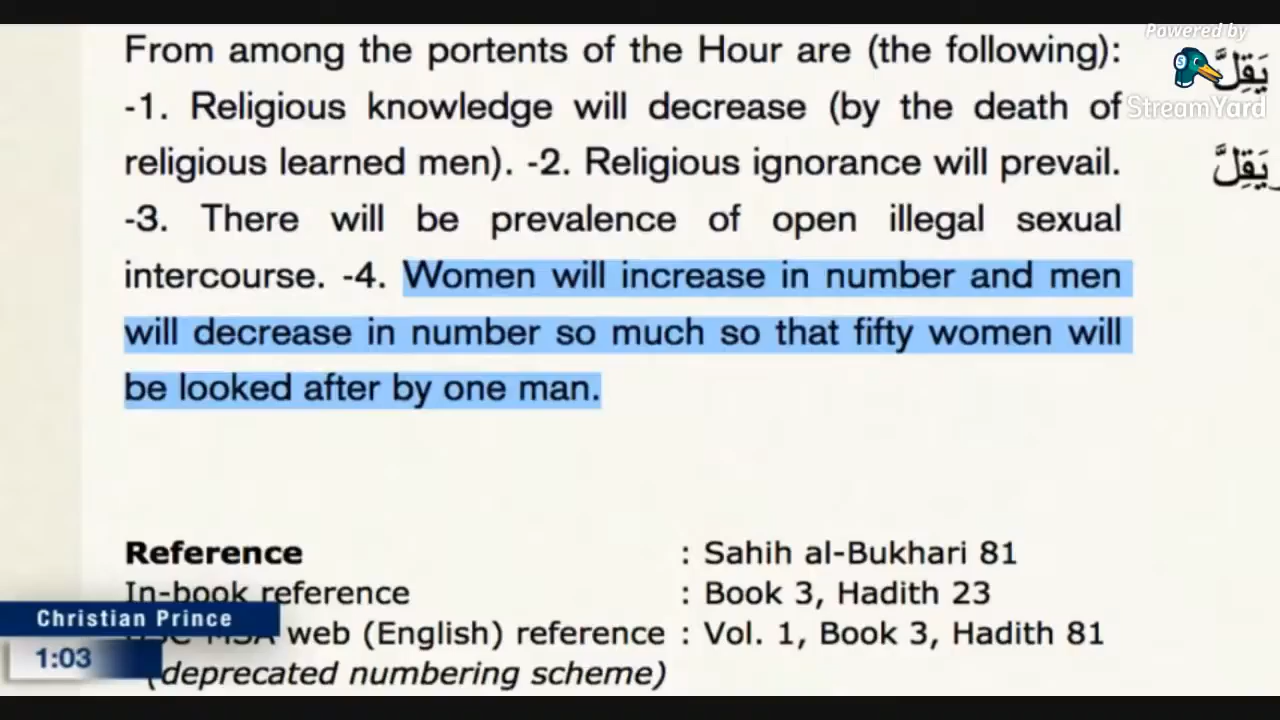 Powered by
StreamYard
From among the portents of the Hour are (the following):
-1. Religious knowledge will decrease (by the death of
religious learned men). -2. Religious ignorance will prevail.
-3. There will be prevalence of open illegal sexual
intercourse. -4. Women will increase in number and men
will decrease in number so much so that fifty women will
be looked after by one man.
يَقِلَّ
يَقِلَّ
Reference : Sahih al-Bukhari 81
In-book reference : Book 3, Hadith 23
web (English) reference : Vol. 1, Book 3, Hadith 81
(deprecated numbering scheme)
Christian Prince
1:03